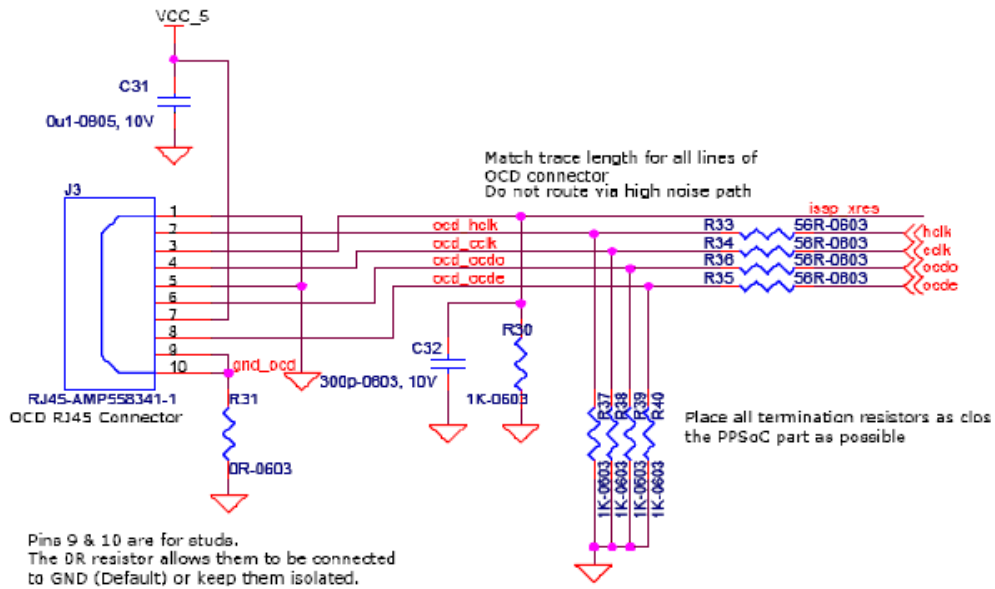 VCC_5
C31
0u1-0805, 10V
Match trace length for all lines of
OCD connector
Do not route via high noise path
J3
1
2
3
4
5
6
7
8
9
10
issp_xres
ocd_hclk
R33
56R-0603
hclk
ocd_cclk
R34
56R-0603
cclk
ocd_ocdo
R36
56R-0603
ocdo
ocd_ocde
R35
56R-0603
ocde
R30
C32
300p-0603, 10V
1K-0603
gnd_ocd
RJ45-AMP558341-1
OCD RJ45 Connector
R31
0R-0603
R37
R38
R39
R40
1K-0603
1K-0603
1K-0603
1K-0603
Place all termination resistors as clos
the PPSoC part as possible
Pins 9 & 10 are for studs.
The 0R resistor allows them to be connected
to GND (Default) or keep them isolated.